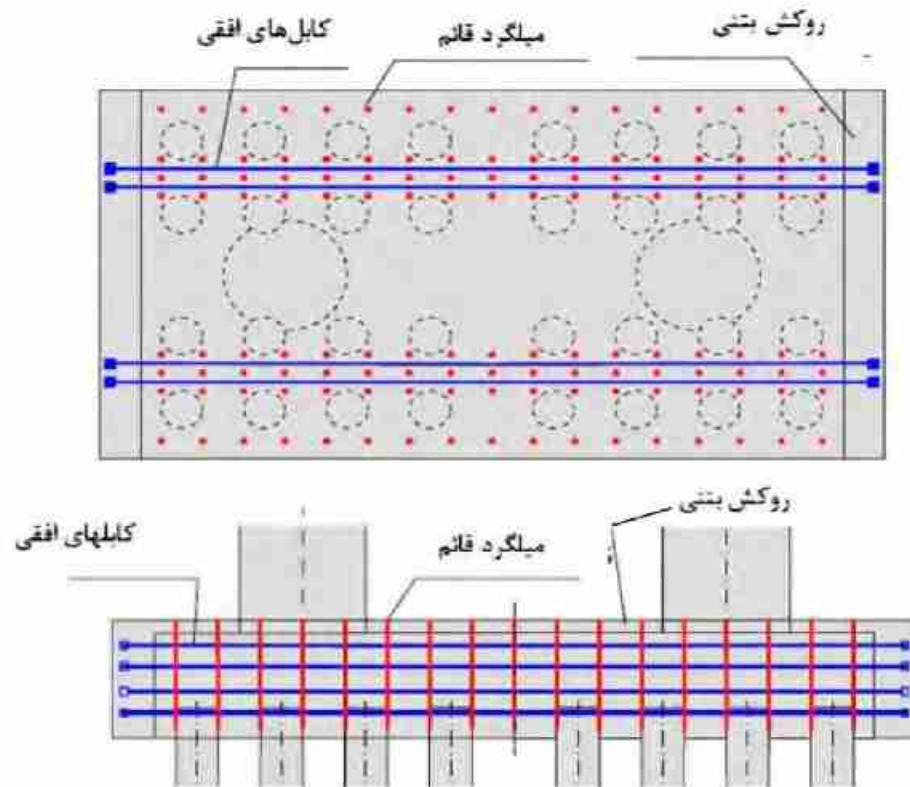 روکش بتنی
میلگرد قائم
کابل‌های افقی
روکش بتنی
میلگرد قائم
کابلهای افقی